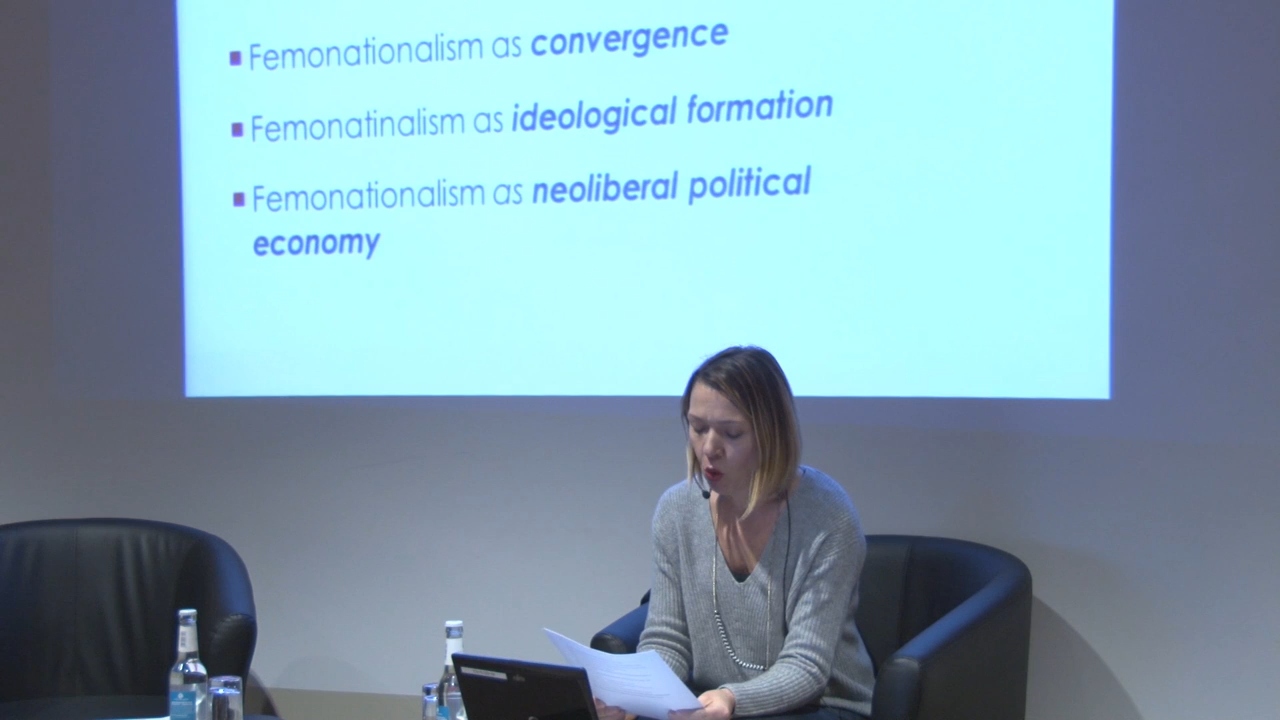 Femonationalism as convergence
Femonatinalism as ideological formation
Femonationalism as neoliberal political
economy